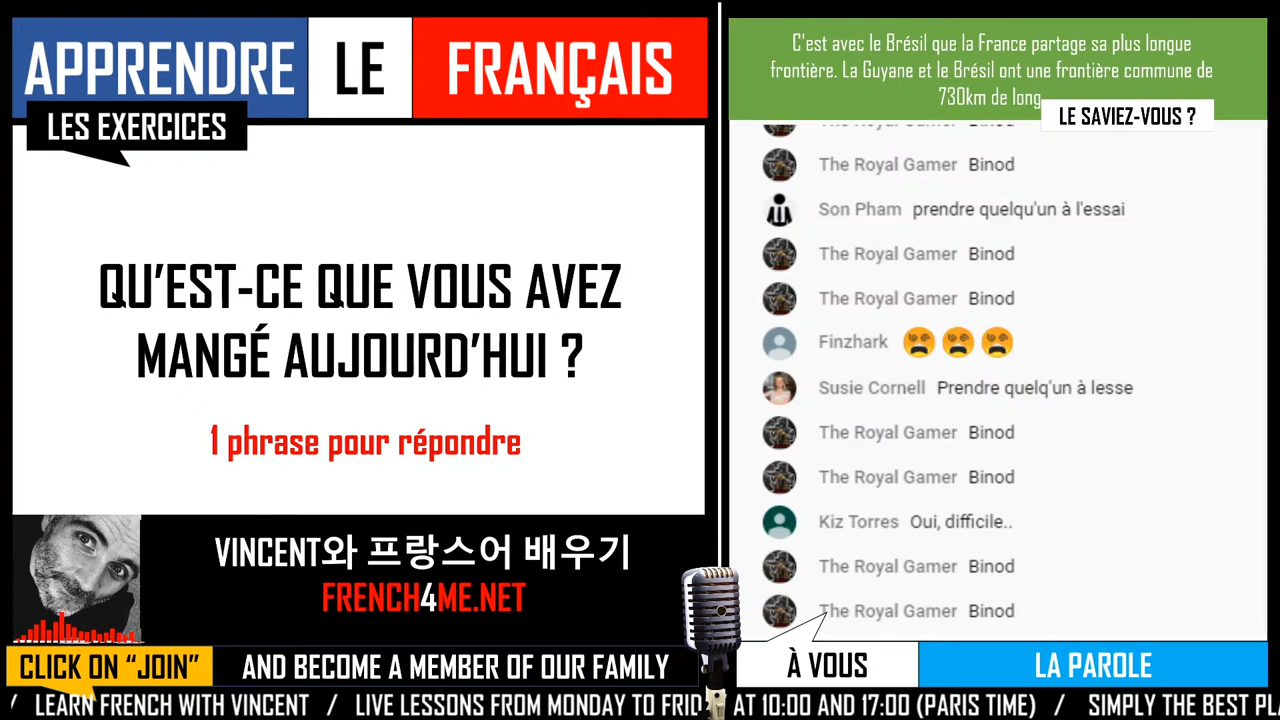 APPRENDRE LE FRANÇAIS
LES EXERCICES
QU'EST-CE QUE VOUS AVEZ
MANGÉ AUJOURD'HUI ?
1 phrase pour répondre
VINCENT와 프랑스어 배우기
FRENCH4ME.NET
CLICK ON “JOIN”
AND BECOME A MEMBER OF OUR FAMILY
C'est avec le Brésil que la France partage sa plus longue
frontière. La Guyane et le Brésil ont une frontière commune de
730km de long
LE SAVIEZ-VOUS ?
The Royal Gamer Binod
The Royal Gamer Binod
Son Pham prendre quelqu'un à l'essai
The Royal Gamer Binod
The Royal Gamer Binod
Finzhark
Susie Cornell Prendre quelq'un à lesse
The Royal Gamer Binod
The Royal Gamer Binod
Kiz Torres Oui, difficile..
The Royal Gamer Binod
The Royal Gamer Binod
À VOUS
LA PAROLE
/ LEARN FRENCH WITH VINCENT / LIVE LESSONS FROM MONDAY TO FRID AT 10:00 AND 17:00 (PARIS TIME) / SIMPLY THE BEST PL